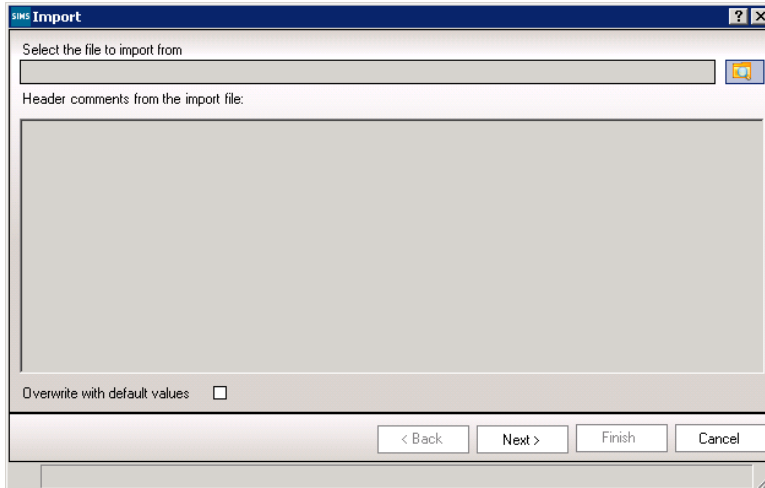 SIMS Import
Select the file to import from
Header comments from the import file:
Overwrite with default values
< Back Next > Finish Cancel